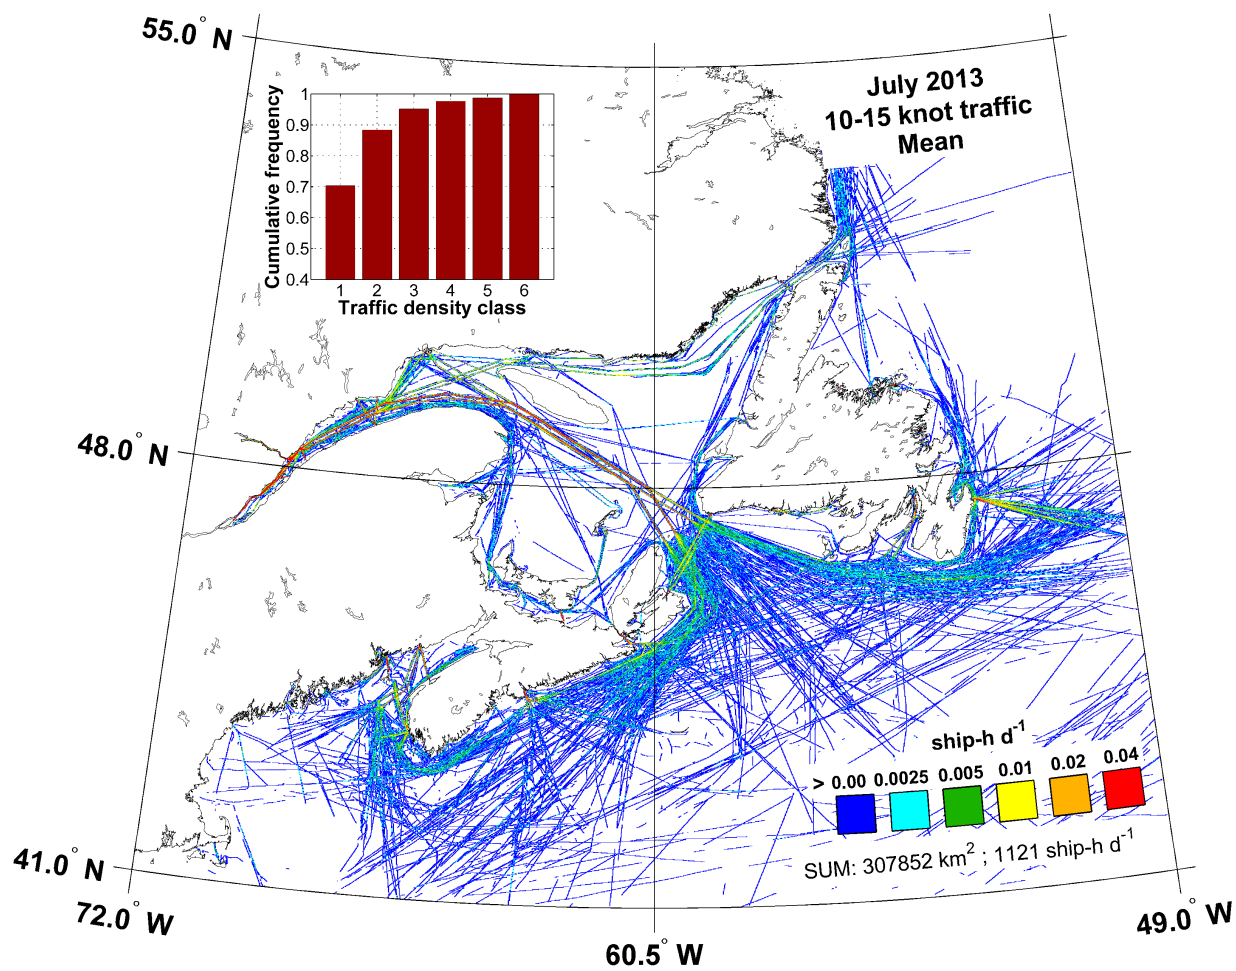 55.0° N
July 2013
10-15 knot traffic
Mean
Cumulative frequency
1
0.9
0.8
0.7
0.6
0.5
0.4
1 2 3 4 5 6
Traffic density class
48.0° N
ship-h d⁻¹
> 0.00 0.0025 0.005 0.01 0.02 0.04
SUM: 307852 km² ; 1121 ship-h d⁻¹
41.0° N
72.0° W
60.5° W
49.0° W